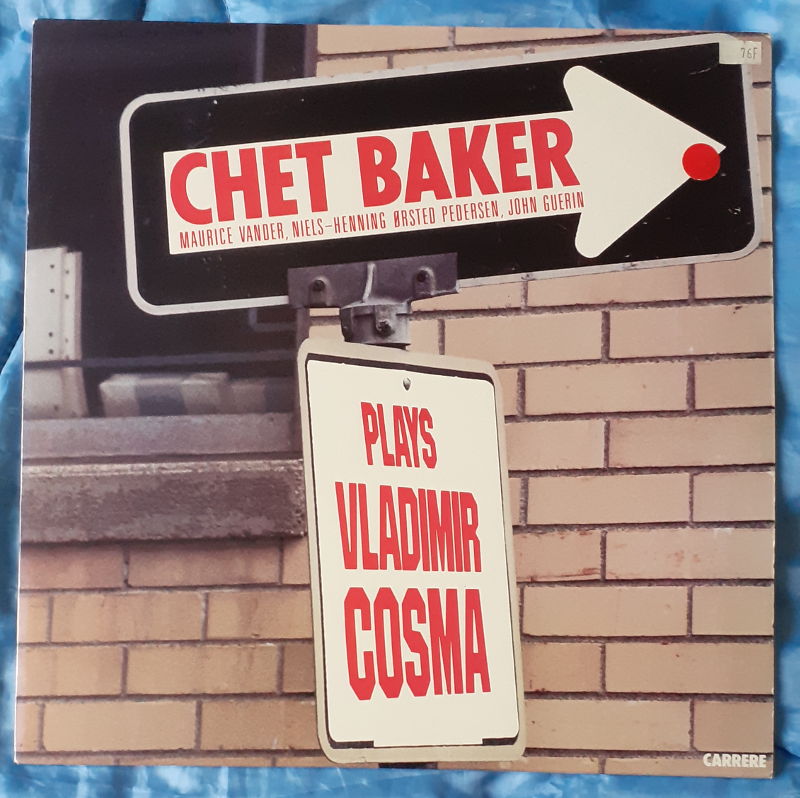 76F
CHET BAKER
MAURICE VANDER, NIELS-HENNING ØRSTED PEDERSEN, JOHN GUERIN
PLAYS
VLADIMIR
COSMA
CARRERE